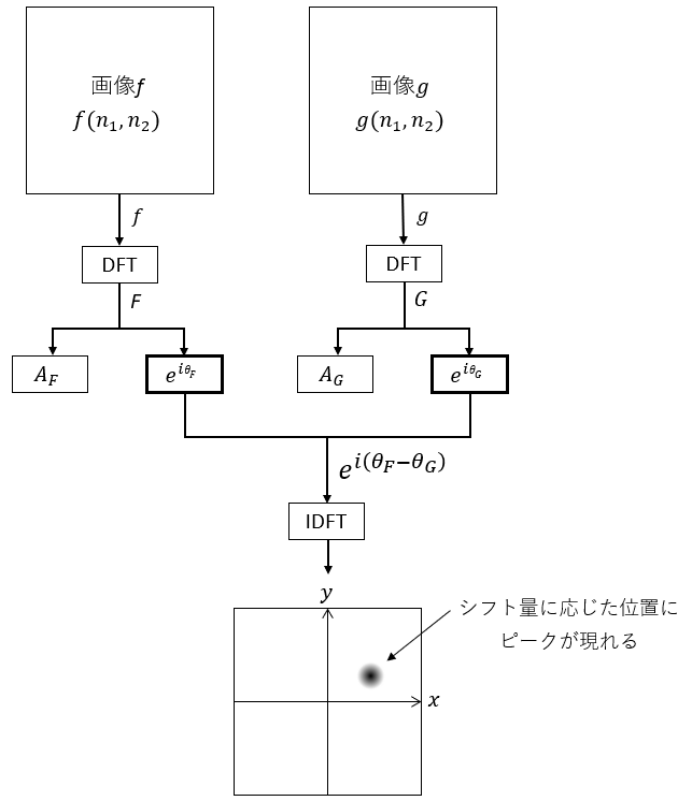 画像f
f(n₁,n₂)
画像g
g(n₁,n₂)
f
g
DFT
DFT
F
G
A_F
e^{iθ_F}
A_G
e^{iθ_G}
e^{i(θ_F−θ_G)}
IDFT
y
シフト量に応じた位置に
ピークが現れる
x